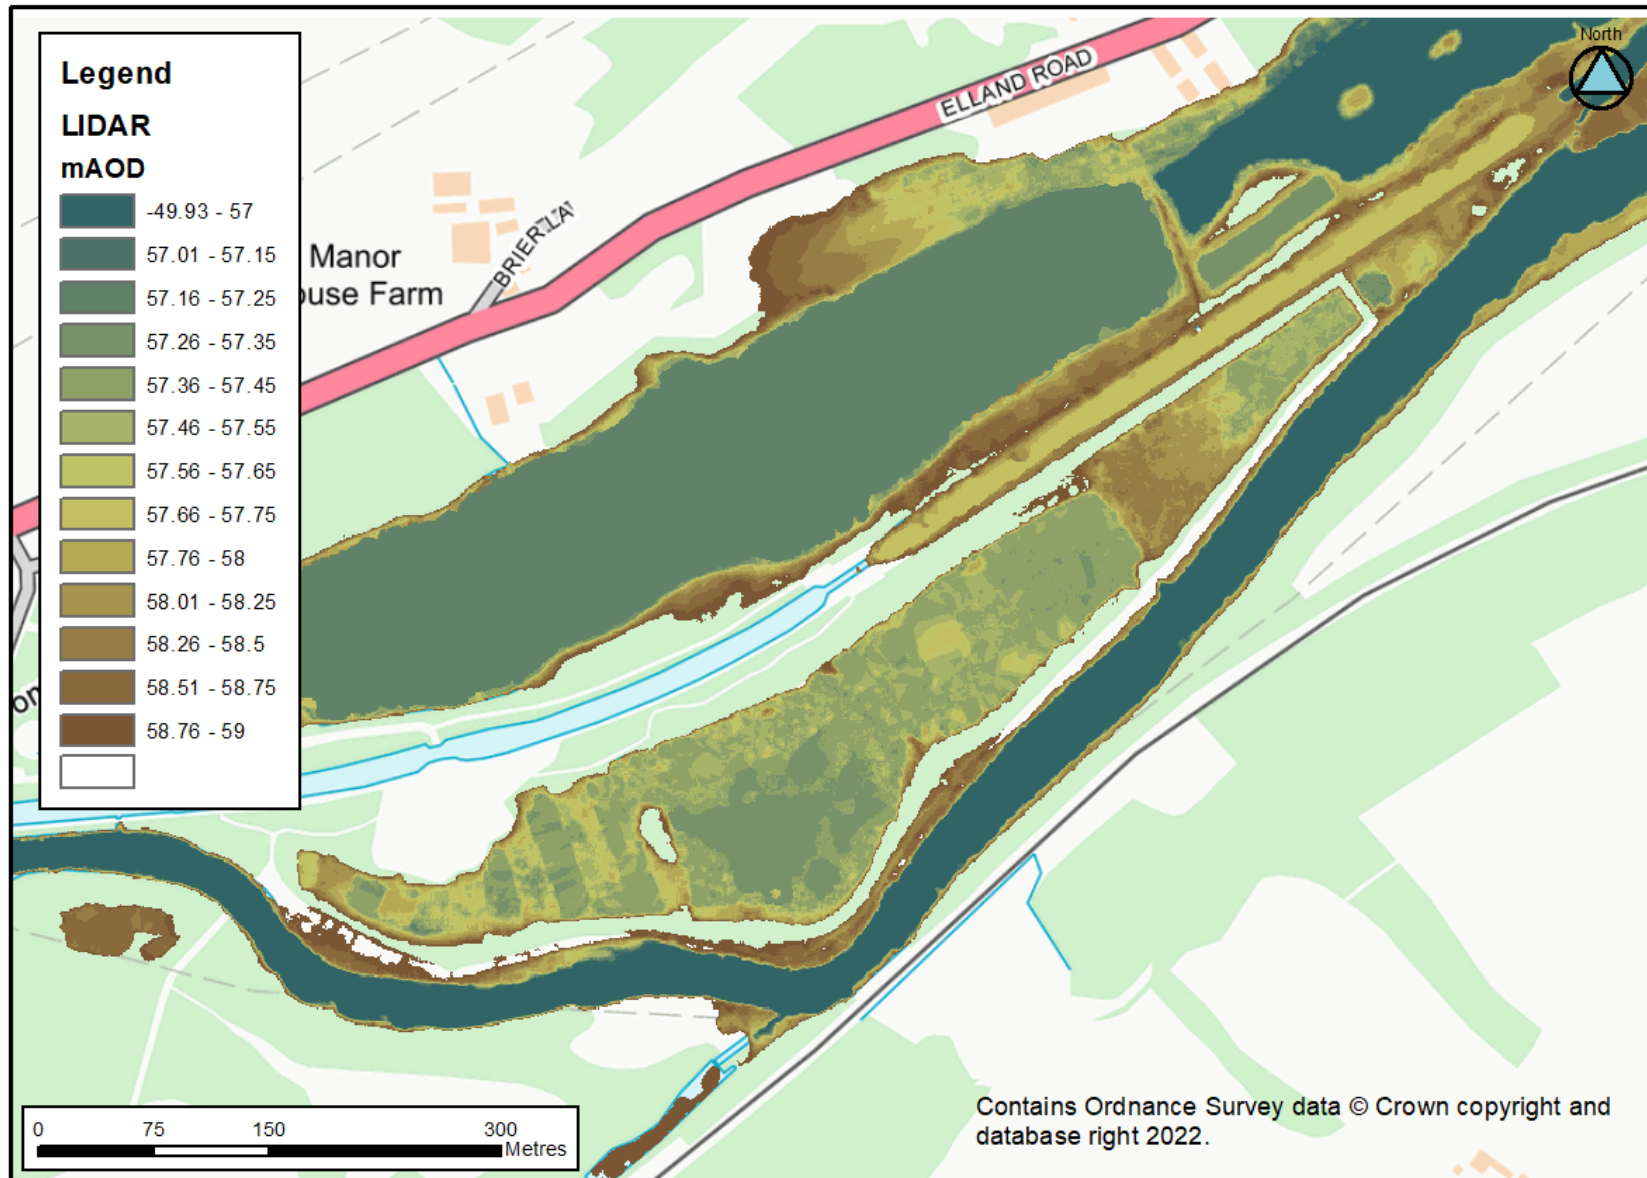 North
Legend
LIDAR
mAOD
-49.93 - 57
57.01 - 57.15
57.16 - 57.25
57.26 - 57.35
57.36 - 57.45
57.46 - 57.55
57.56 - 57.65
57.66 - 57.75
57.76 - 58
58.01 - 58.25
58.26 - 58.5
58.51 - 58.75
58.76 - 59
ELLAND ROAD
BRIER LA
Manor
ouse Farm
0 75 150 300
Metres
Contains Ordnance Survey data © Crown copyright and
database right 2022.